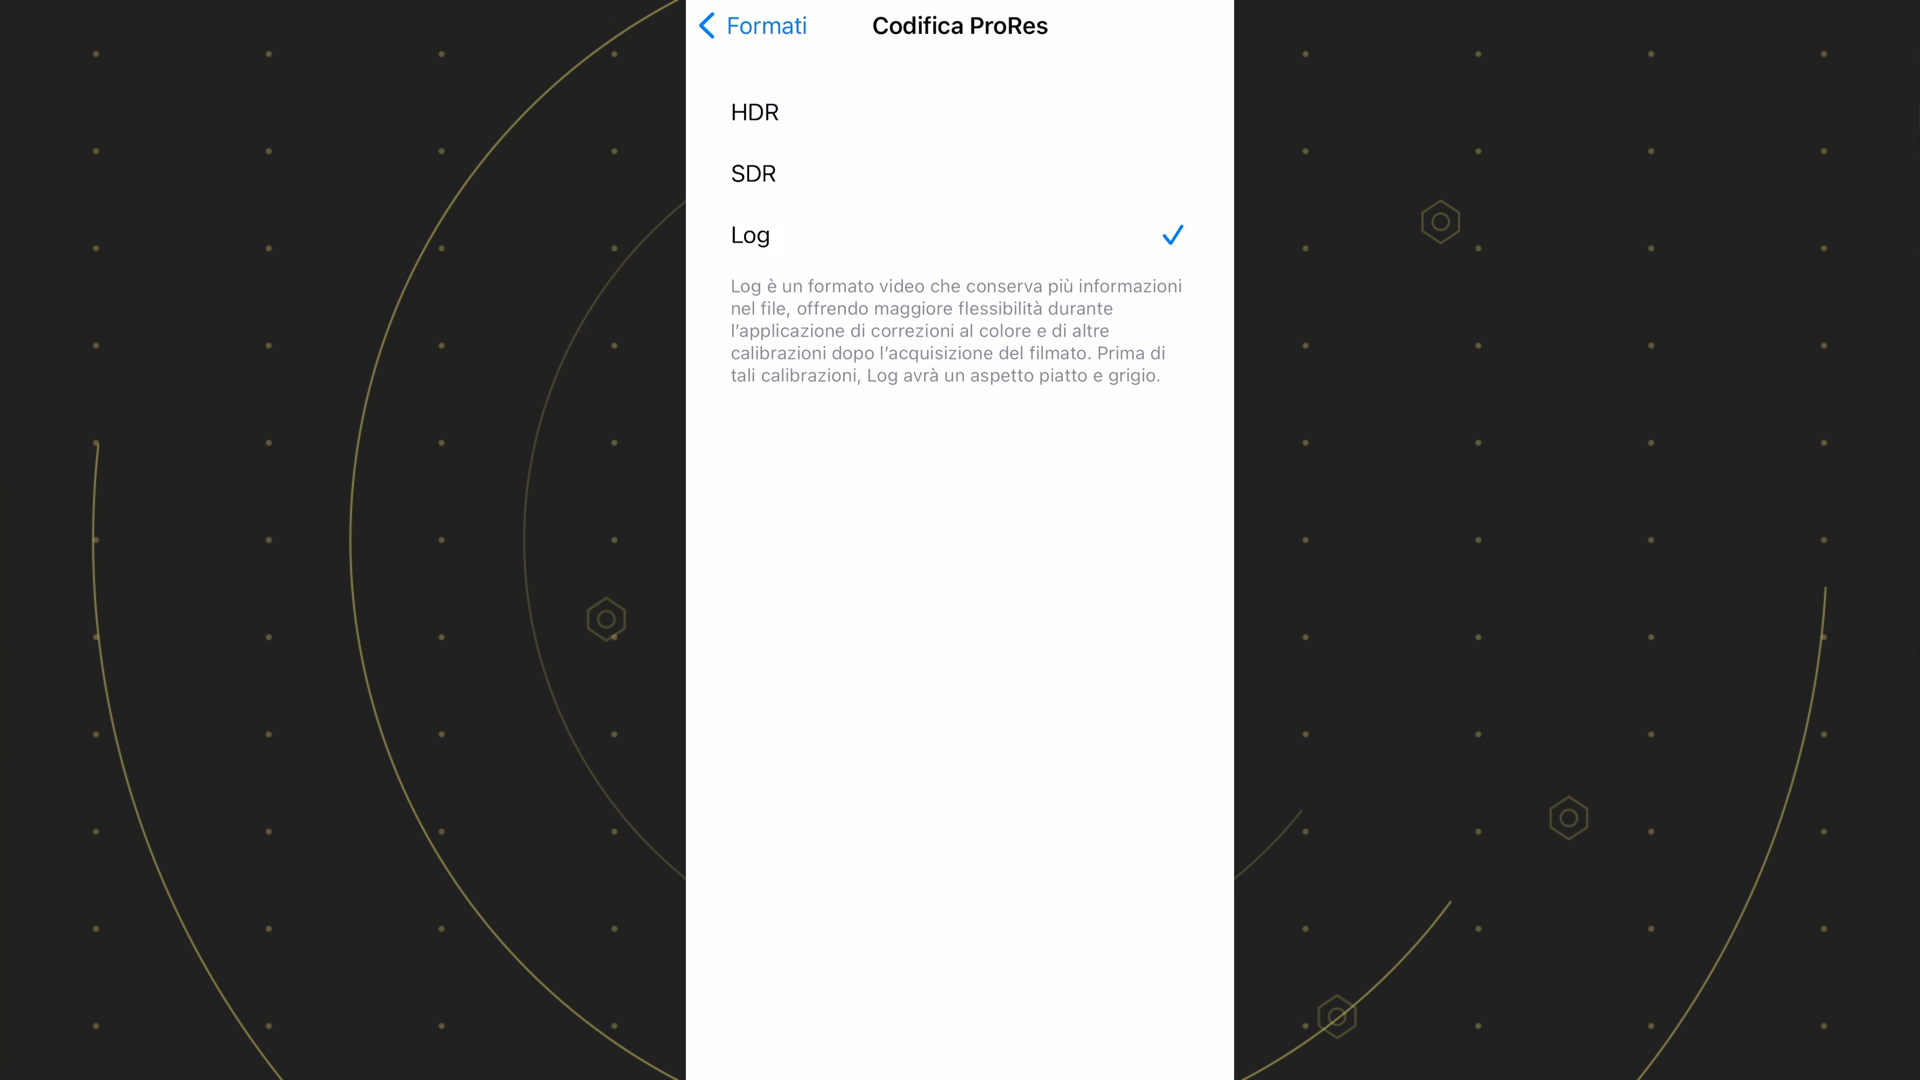 Formati
Codifica ProRes
HDR
SDR
Log
Log è un formato video che conserva più informazioni
nel file, offrendo maggiore flessibilità durante
l’applicazione di correzioni al colore e di altre
calibrazioni dopo l’acquisizione del filmato. Prima di
tali calibrazioni, Log avrà un aspetto piatto e grigio.